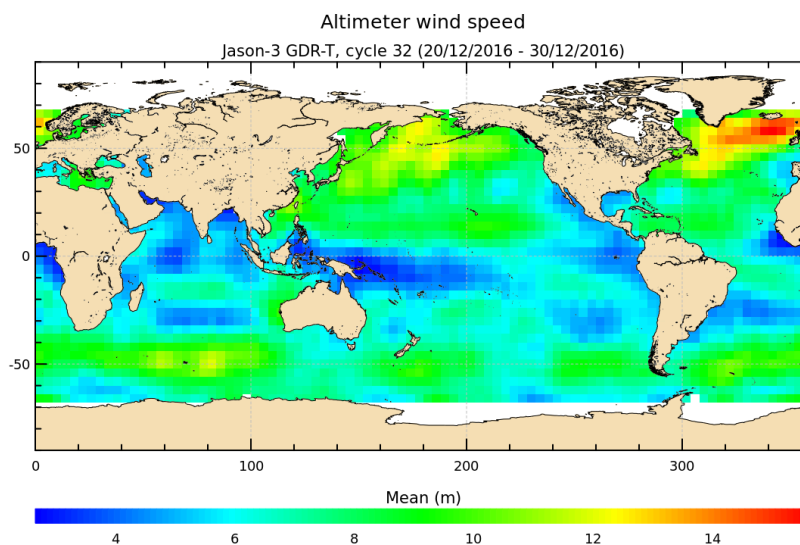 Altimeter wind speed
Jason-3 GDR-T, cycle 32 (20/12/2016 - 30/12/2016)
50
0
-50
0 100 200 300
Mean (m)
4 6 8 10 12 14